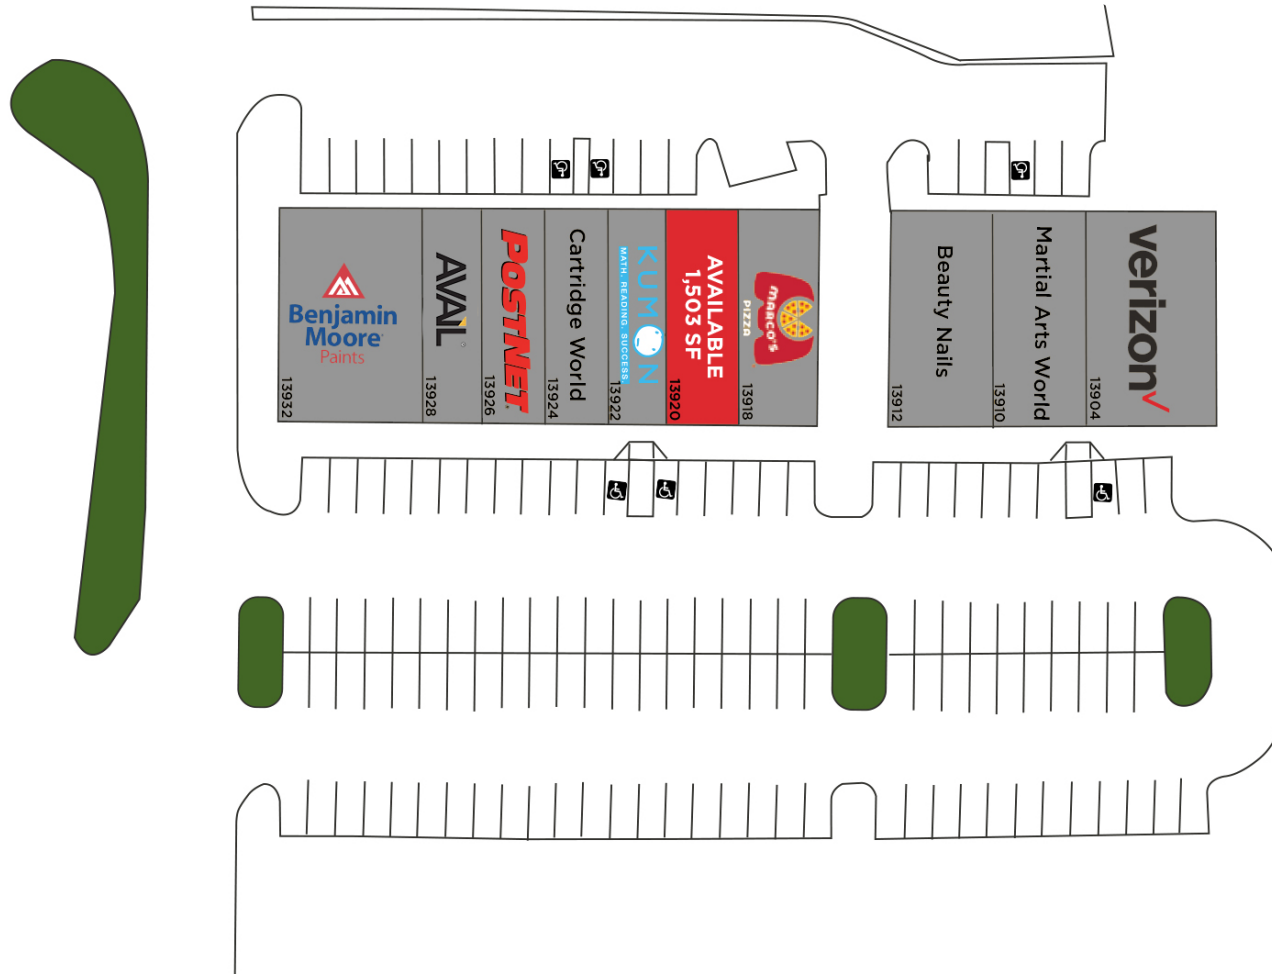 Benjamin
Moore
Paints
13932
AVAIL
13928
POSTNET
13926
Cartridge World
13924
KUMON
MATH. READING. SUCCESS.
13922
AVAILABLE
1,503 SF
13920
MARCO'S
PIZZA
13918
Beauty Nails
13912
Martial Arts World
13910
verizon
13904